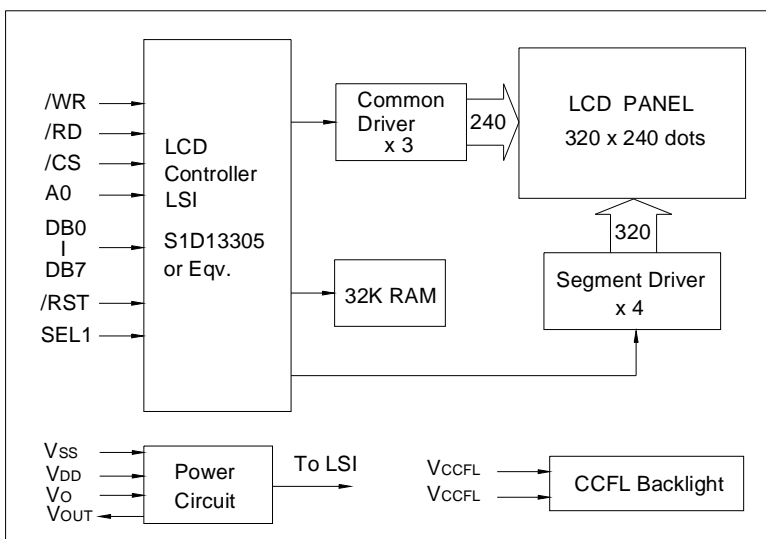 /WR
/RD
/CS
A0
DB0
I
DB7
/RST
SEL1
LCD
Controller
LSI
S1D13305
or Eqv.
Common
Driver
x 3
240
LCD PANEL
320 x 240 dots
320
32K RAM
Segment Driver
x 4
VSS
VDD
VO
VOUT
Power
Circuit
To LSI
VCCFL
VCCFL
CCFL Backlight